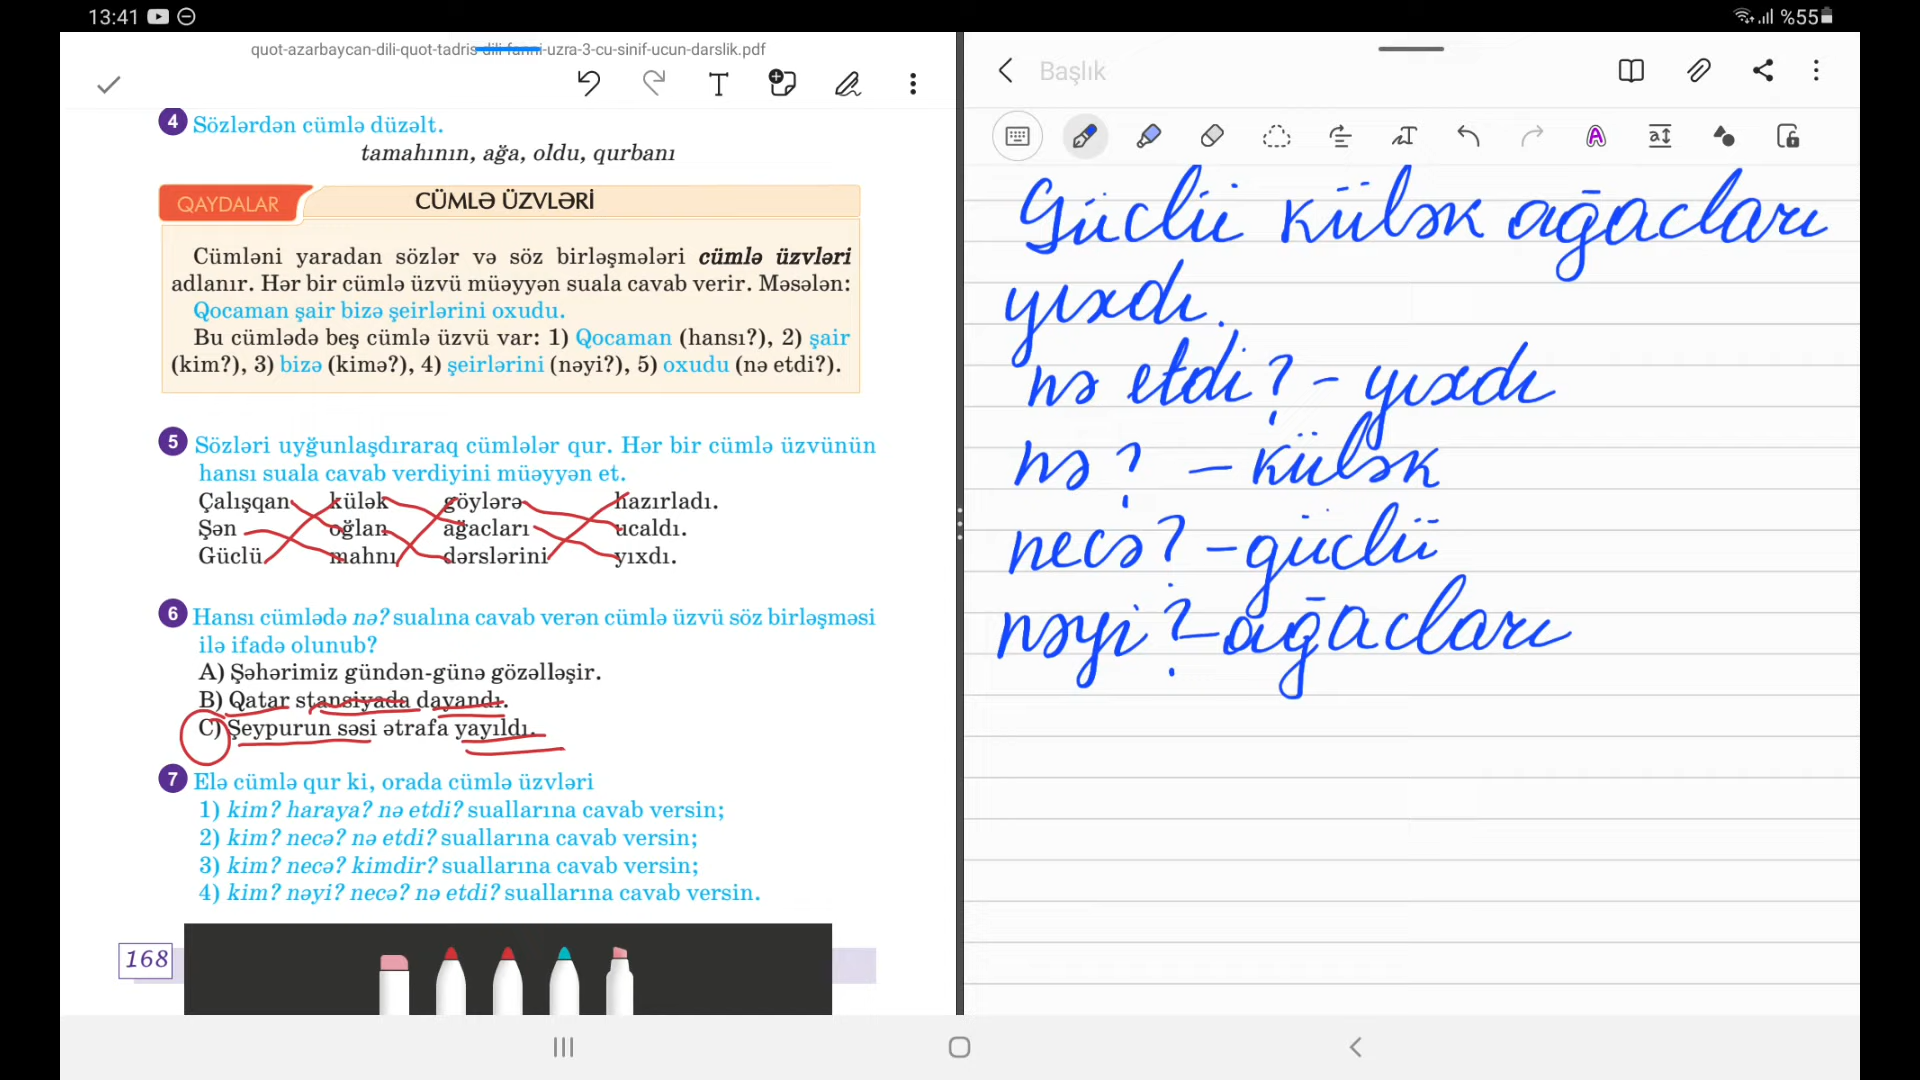 13:41
%55
quot-azarbaycan-dili-quot-tadris-dili-fanni-uzra-3-cu-sinif-ucun-darslik.pdf
4 Sözlərdən cümlə düzəlt.
tamahının, ağa, oldu, qurbanı
QAYDALAR
CÜMLƏ ÜZVLƏRİ
Cümləni yaradan sözlər və söz birləşmələri cümlə üzvləri
adlanır. Hər bir cümlə üzvü müəyyən suala cavab verir. Məsələn:
Qocaman şair bizə şeirlərini oxudu.
Bu cümlədə beş cümlə üzvü var: 1) Qocaman (hansı?), 2) şair
(kim?), 3) bizə (kimə?), 4) şeirlərini (nəyi?), 5) oxudu (nə etdi?).
5 Sözləri uyğunlaşdıraraq cümlələr qur. Hər bir cümlə üzvünün
hansı suala cavab verdiyini müəyyən et.
Çalışqan külək göylərə hazırladı.
Şən oğlan ağacları ucaldı.
Güclü mahnı dərslərini yıxdı.
6 Hansı cümlədə nə? sualına cavab verən cümlə üzvü söz birləşməsi
ilə ifadə olunub?
A) Şəhərimiz gündən-günə gözəlləşir.
B) Qatar stansiyada dayandı.
C) Şeypurun səsi ətrafa yayıldı.
7 Elə cümlə qur ki, orada cümlə üzvləri
1) kim? haraya? nə etdi? suallarına cavab versin;
2) kim? necə? nə etdi? suallarına cavab versin;
3) kim? necə? kimdir? suallarına cavab versin;
4) kim? nəyi? necə? nə etdi? suallarına cavab versin.
168
Başlık
Güclü külək ağacları
yıxdı.
nə etdi? – yıxdı
nə? – külək
necə? – güclü
nəyi? – ağacları